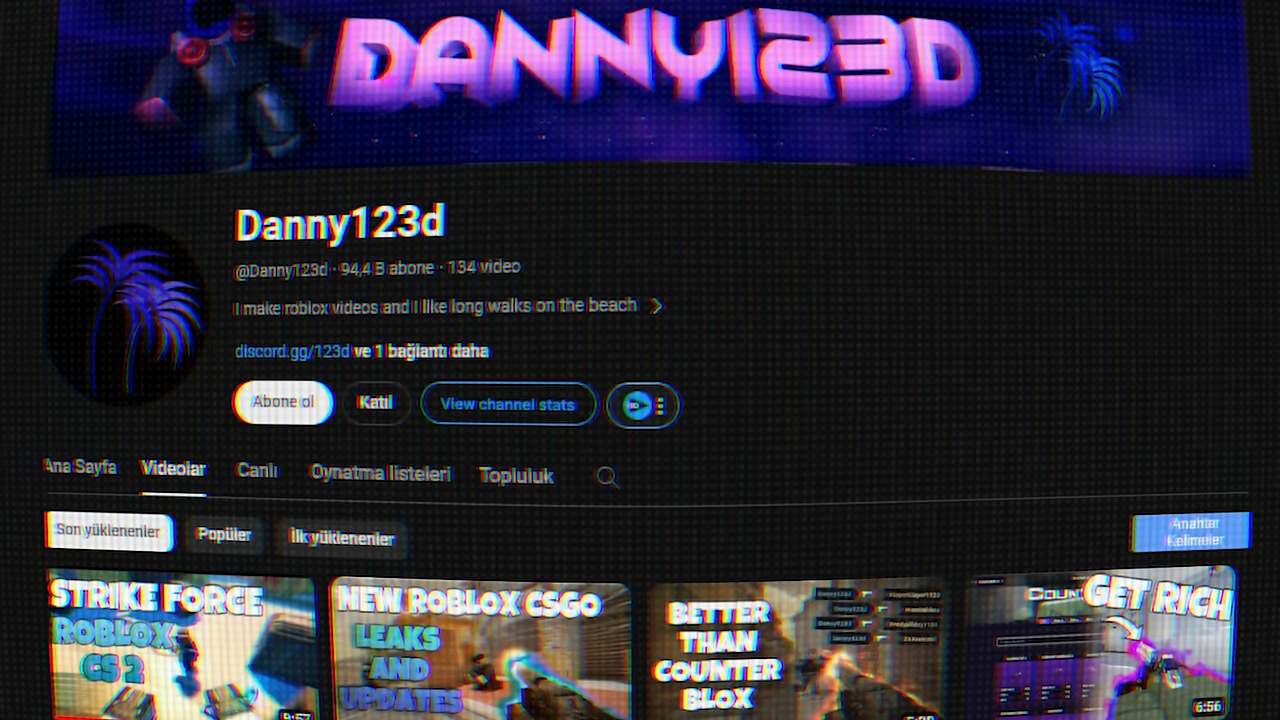 DANNY123D
Danny123d
@Danny123d · 94,4 B abone · 134 video
I make roblox videos and I like long walks on the beach
discord.gg/123d ve 1 bağlantı daha
Abone ol
Katıl
View channel stats
Ana Sayfa
Videolar
Canlı
Oynatma listeleri
Topluluk
Son yüklenenler
Popüler
İlk yüklenenler
Anahtar
Kelimeler
STRIKE FORCE
ROBLOX
CS 2
9:57
NEW ROBLOX CSGO
LEAKS
AND
UPDATES
BETTER
THAN
COUNTER
BLOX
GET RICH
6:56